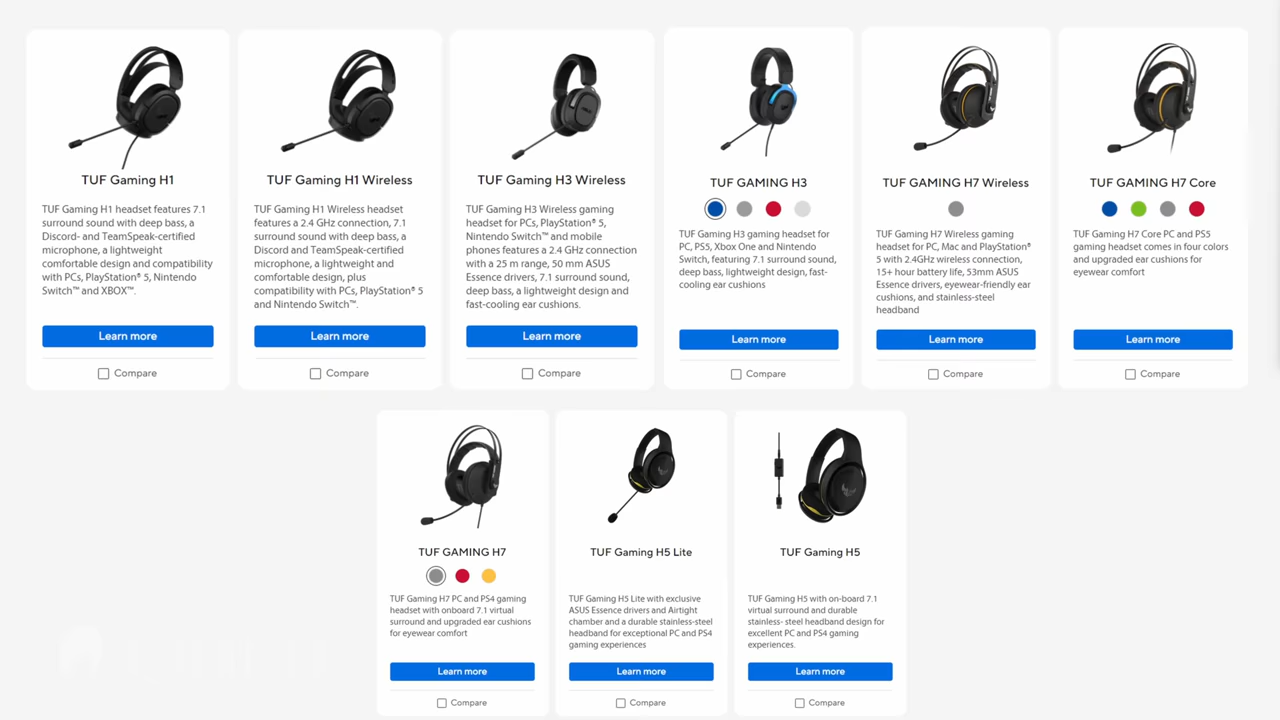 TUF Gaming H1
TUF Gaming H1 headset features 7.1
surround sound with deep bass, a
Discord- and TeamSpeak-certified
microphone, a lightweight
comfortable design and compatibility
with PCs, PlayStation® 5, Nintendo
Switch™ and XBOX™.
Learn more
Compare
TUF Gaming H1 Wireless
TUF Gaming H1 Wireless headset
features a 2.4 GHz connection, 7.1
surround sound with deep bass, a
Discord and TeamSpeak-certified
microphone, a lightweight and
comfortable design, plus
compatibility with PCs, PlayStation® 5
and Nintendo Switch™.
Learn more
Compare
TUF Gaming H3 Wireless
TUF Gaming H3 Wireless gaming
headset for PCs, PlayStation® 5,
Nintendo Switch™ and mobile
phones features a 2.4 GHz connection
with a 25 m range, 50 mm ASUS
Essence drivers, 7.1 surround sound,
deep bass, a lightweight design and
fast-cooling ear cushions.
Learn more
Compare
TUF GAMING H3
TUF Gaming H3 gaming headset for
PC, PS5, Xbox One and Nintendo
Switch, featuring 7.1 surround sound,
deep bass, lightweight design, fast-
cooling ear cushions
Learn more
Compare
TUF GAMING H7 Wireless
TUF Gaming H7 Wireless gaming
headset for PC, Mac and PlayStation®
5 with 2.4GHz wireless connection,
15+ hour battery life, 53mm ASUS
Essence drivers, eyewear-friendly ear
cushions, and stainless-steel
headband
Learn more
Compare
TUF GAMING H7 Core
TUF Gaming H7 Core PC and PS5
gaming headset comes in four colors
and upgraded ear cushions for
eyewear comfort
Learn more
Compare
TUF GAMING H7
TUF Gaming H7 PC and PS4 gaming
headset with onboard 7.1 virtual
surround and upgraded ear cushions
for eyewear comfort
Learn more
Compare
TUF Gaming H5 Lite
TUF Gaming H5 Lite with exclusive
ASUS Essence drivers and Airtight
chamber and a durable stainless-steel
headband for exceptional PC and PS4
gaming experiences
Learn more
Compare
TUF Gaming H5
TUF Gaming H5 with on-board 7.1
virtual surround and durable
stainless- steel headband design for
excellent PC and PS4 gaming
experiences.
Learn more
Compare